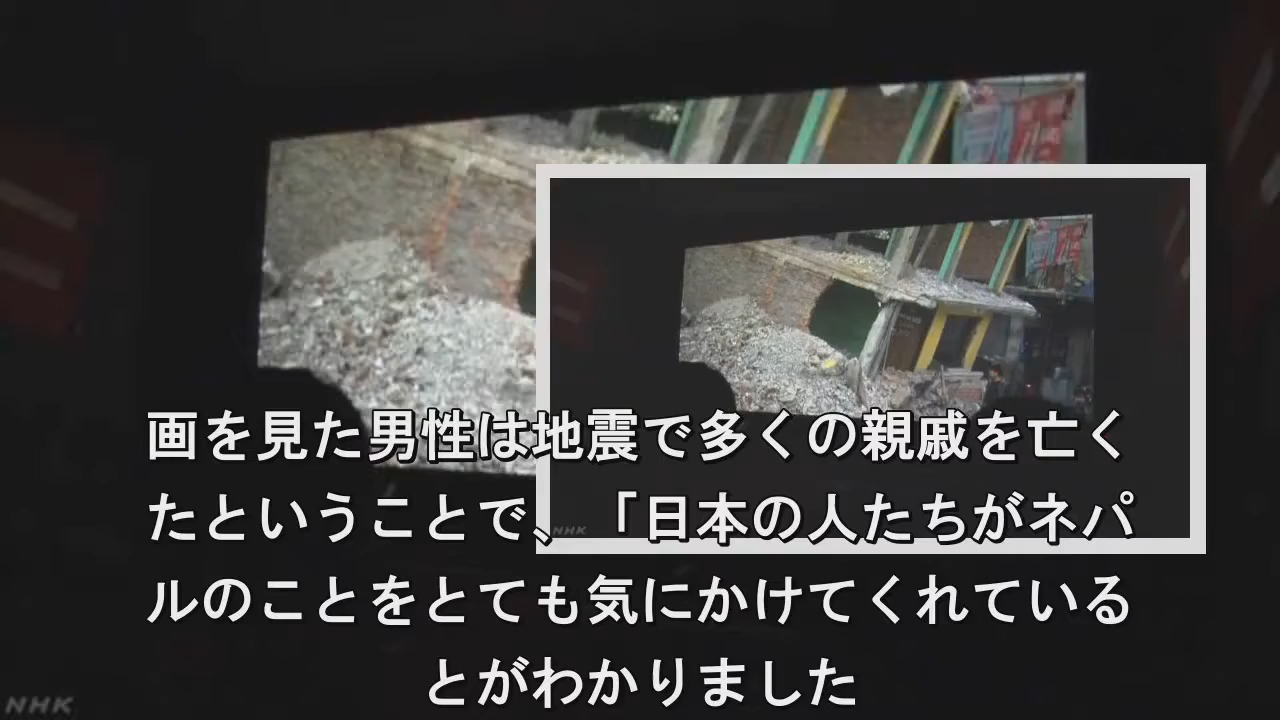 画を見た男性は地震で多くの親戚を亡く
たということで、「日本の人たちがネパ
ルのことをとても気にかけてくれている
とがわかりました
NHK
NHK